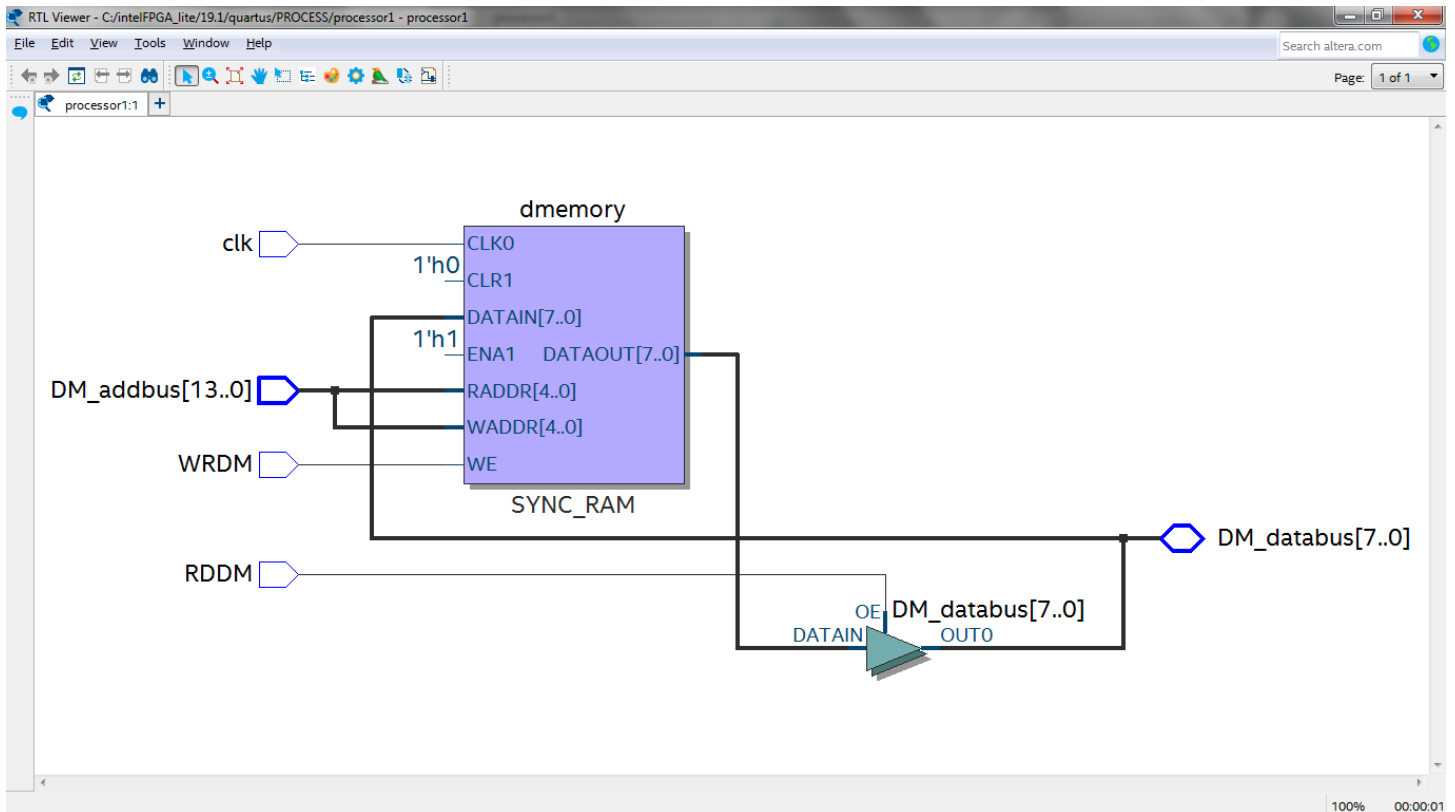 RTL Viewer - C:/intelFPGA_lite/19.1/quartus/PROCESS/processor1 - processor1
File Edit View Tools Window Help
Search altera.com
Page: 1 of 1
processor1:1
dmemory
clk
CLK0
1'h0
CLR1
DATAIN[7..0]
1'h1
ENA1 DATAOUT[7..0]
DM_addbus[13..0]
RADDR[4..0]
WADDR[4..0]
WRDM
WE
SYNC_RAM
DM_databus[7..0]
RDDM
OE DM_databus[7..0]
DATAIN OUT0
100% 00:00:01